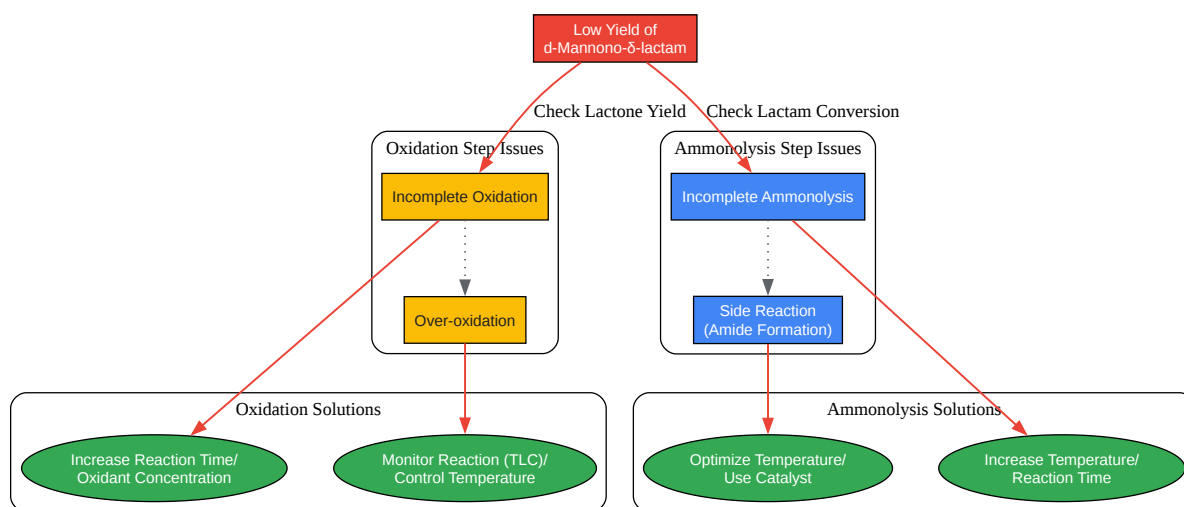 Low Yield of
d-Mannono-δ-lactam
Check Lactone Yield
Check Lactam Conversion
Oxidation Step Issues
Ammonolysis Step Issues
Incomplete Oxidation
Incomplete Ammonolysis
Over-oxidation
Side Reaction
(Amide Formation)
Oxidation Solutions
Ammonolysis Solutions
Increase Reaction Time/
Oxidant Concentration
Monitor Reaction (TLC)/
Control Temperature
Optimize Temperature/
Use Catalyst
Increase Temperature/
Reaction Time